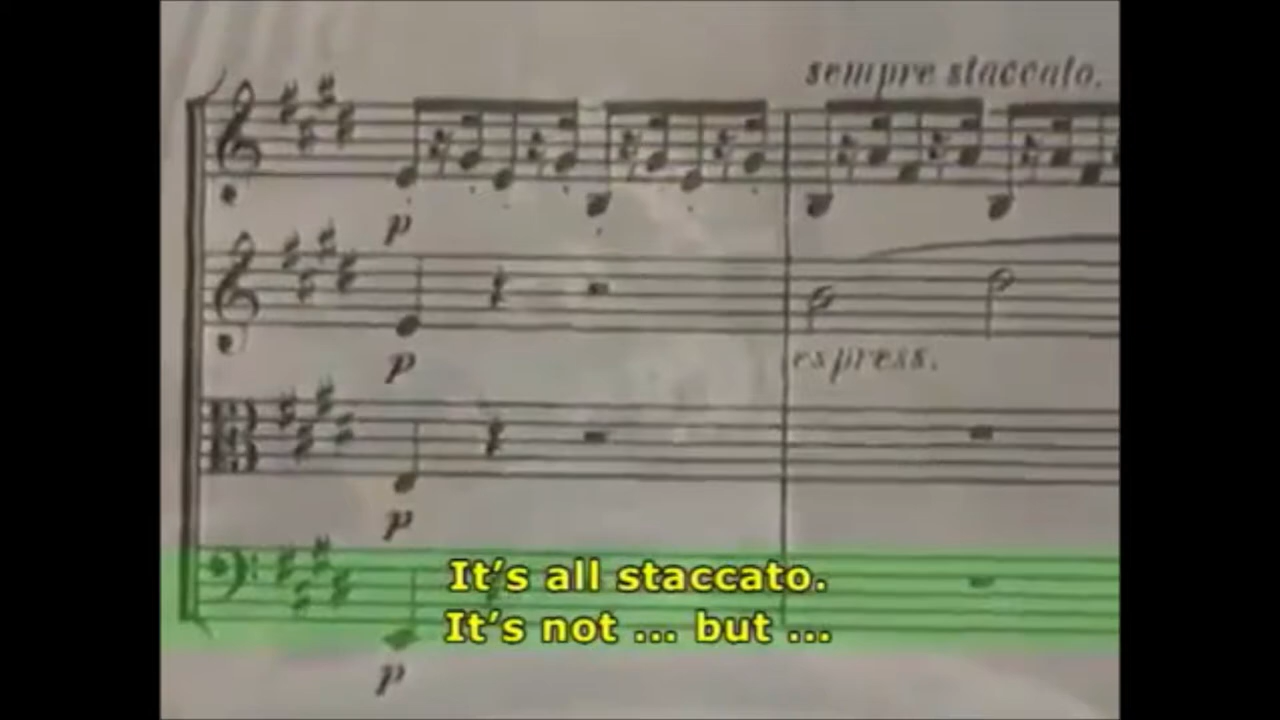 sempre staccato.
p
p
espress.
p
It's all staccato.
It's not ... but ...
p